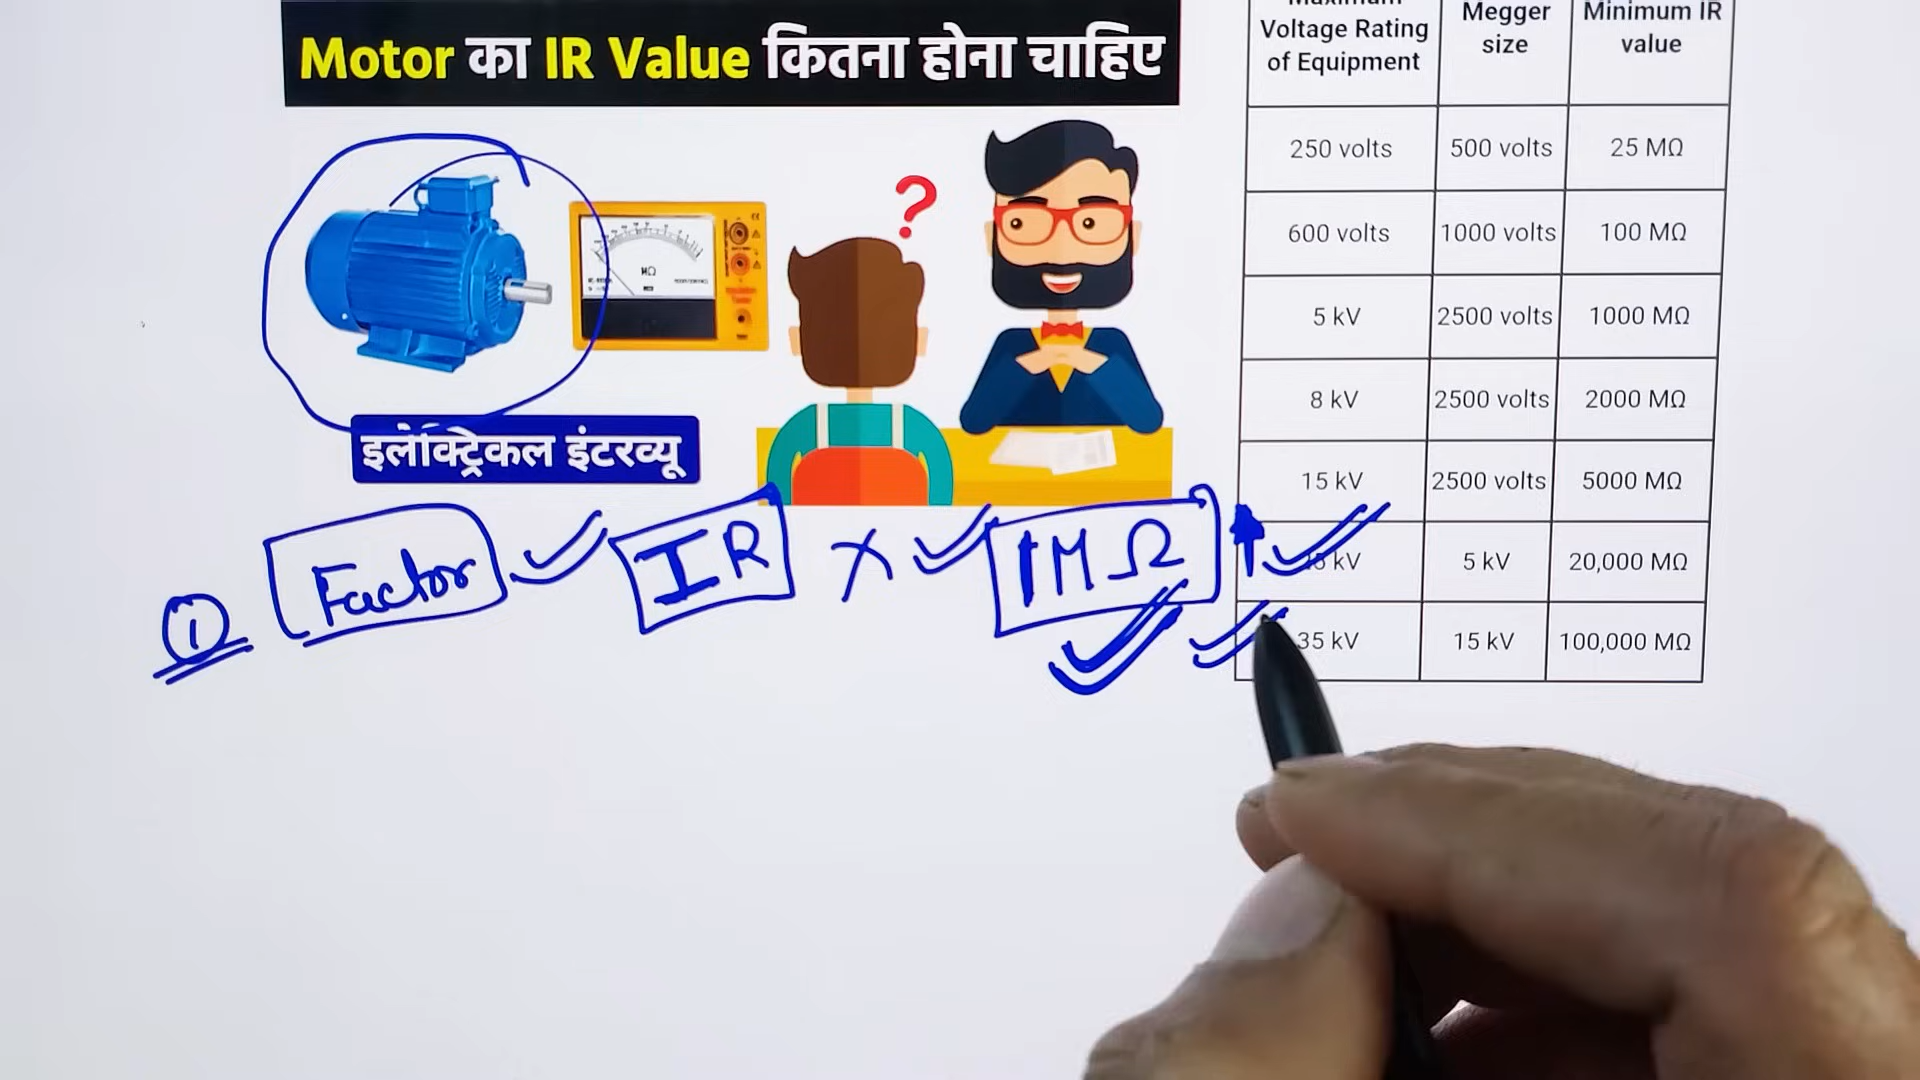 Motor का IR Value कितना होना चाहिए
MΩ
इलेक्ट्रिकल इंटरव्यू
① Factor IR X 1MΩ
Voltage Rating of Equipment | Megger size | Minimum IR value
250 volts | 500 volts | 25 MΩ
600 volts | 1000 volts | 100 MΩ
5 kV | 2500 volts | 1000 MΩ
8 kV | 2500 volts | 2000 MΩ
15 kV | 2500 volts | 5000 MΩ
kV | 5 kV | 20,000 MΩ
35 kV | 15 kV | 100,000 MΩ